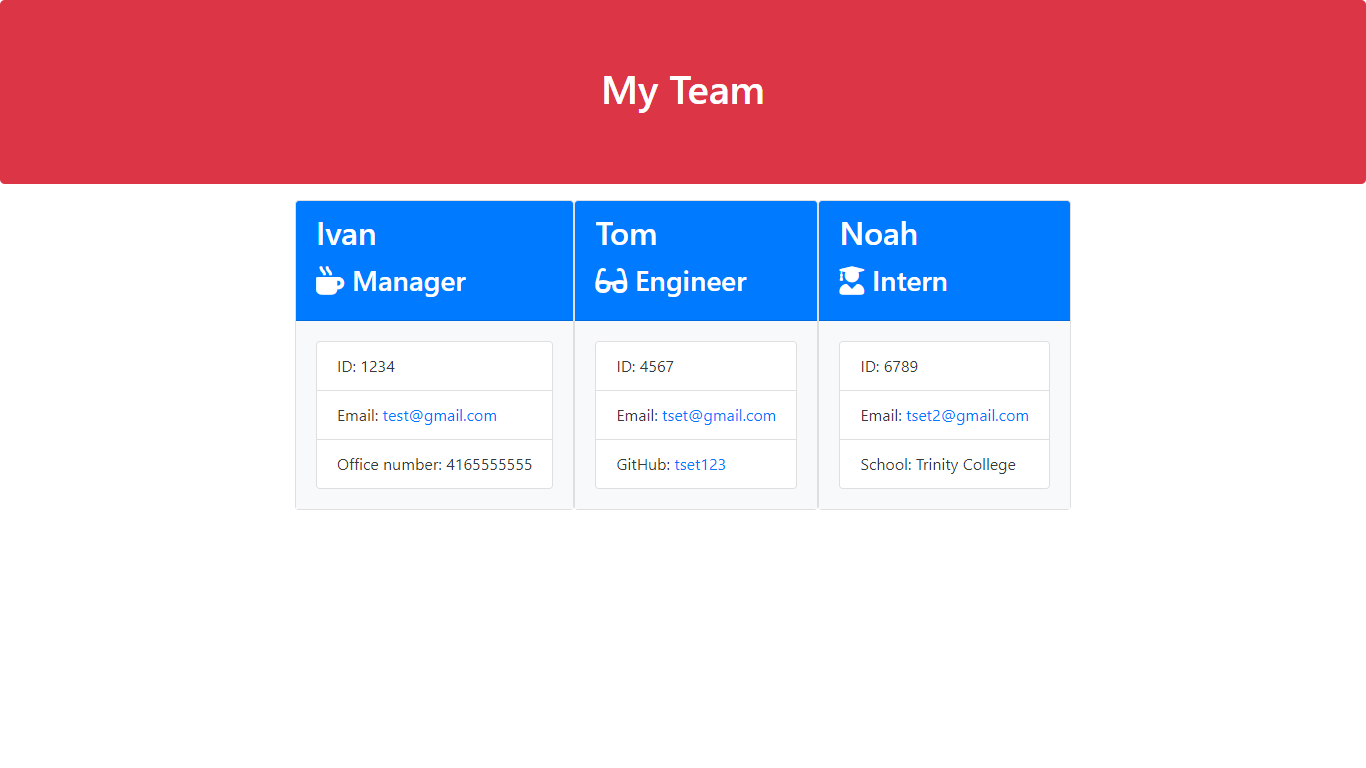 My Team
Ivan
Manager
ID: 1234
Email: test@gmail.com
Office number: 4165555555
Tom
Engineer
ID: 4567
Email: tset@gmail.com
GitHub: tset123
Noah
Intern
ID: 6789
Email: tset2@gmail.com
School: Trinity College